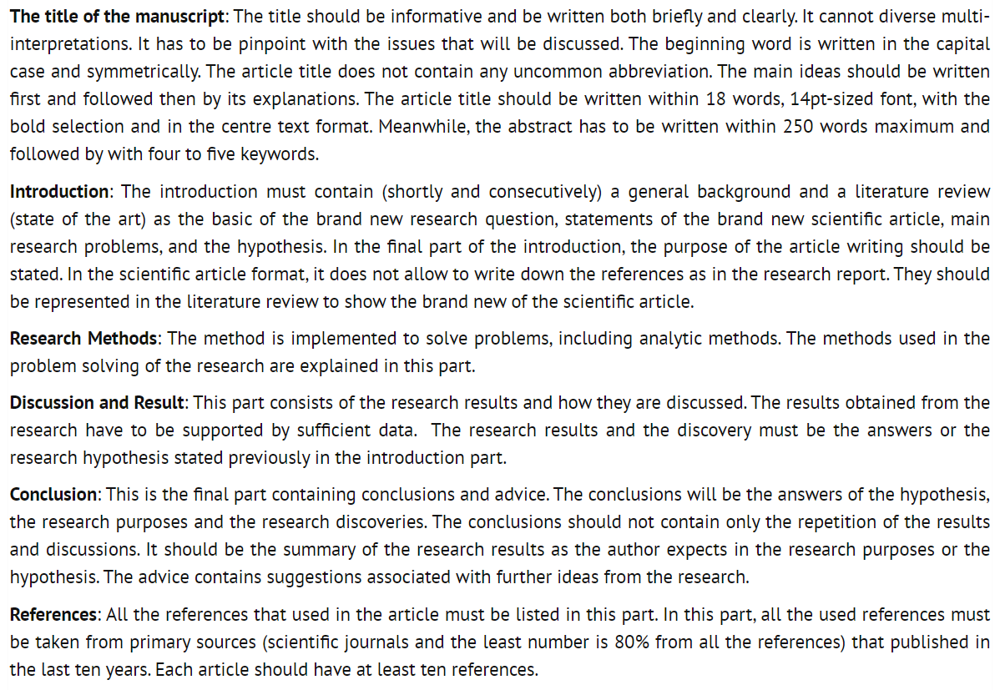 The title of the manuscript: The title should be informative and be written both briefly and clearly. It cannot diverse multi-
interpretations. It has to be pinpoint with the issues that will be discussed. The beginning word is written in the capital
case and symmetrically. The article title does not contain any uncommon abbreviation. The main ideas should be written
first and followed then by its explanations. The article title should be written within 18 words, 14pt-sized font, with the
bold selection and in the centre text format. Meanwhile, the abstract has to be written within 250 words maximum and
followed by with four to five keywords.
Introduction: The introduction must contain (shortly and consecutively) a general background and a literature review
(state of the art) as the basic of the brand new research question, statements of the brand new scientific article, main
research problems, and the hypothesis. In the final part of the introduction, the purpose of the article writing should be
stated. In the scientific article format, it does not allow to write down the references as in the research report. They should
be represented in the literature review to show the brand new of the scientific article.
Research Methods: The method is implemented to solve problems, including analytic methods. The methods used in the
problem solving of the research are explained in this part.
Discussion and Result: This part consists of the research results and how they are discussed. The results obtained from the
research have to be supported by sufficient data.  The research results and the discovery must be the answers or the
research hypothesis stated previously in the introduction part.
Conclusion: This is the final part containing conclusions and advice. The conclusions will be the answers of the hypothesis,
the research purposes and the research discoveries. The conclusions should not contain only the repetition of the results
and discussions. It should be the summary of the research results as the author expects in the research purposes or the
hypothesis. The advice contains suggestions associated with further ideas from the research.
References: All the references that used in the article must be listed in this part. In this part, all the used references must
be taken from primary sources (scientific journals and the least number is 80% from all the references) that published in
the last ten years. Each article should have at least ten references.